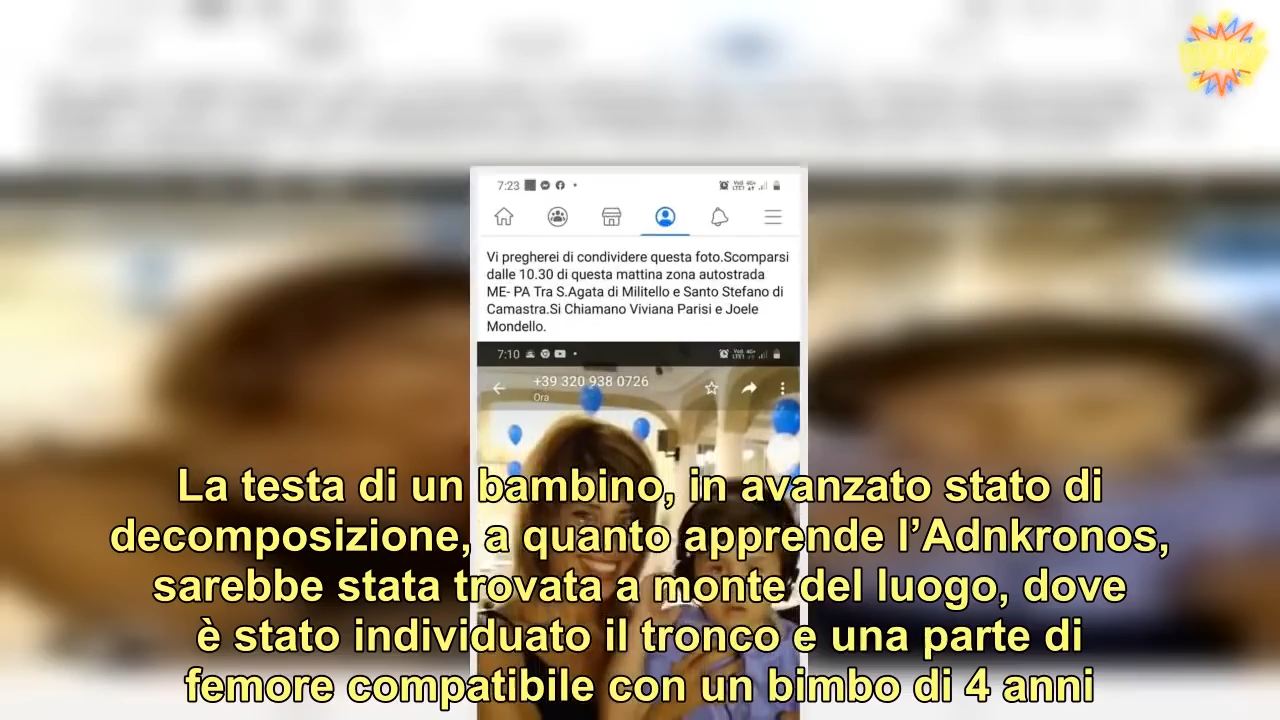 7:23
Vi pregherei di condividere questa foto.Scomparsi
dalle 10.30 di questa mattina zona autostrada
ME- PA Tra S.Agata di Militello e Santo Stefano di
Camastra.Si Chiamano Viviana Parisi e Joele
Mondello.
7:10
+39 320 938 0726
Ora
La testa di un bambino, in avanzato stato di
decomposizione, a quanto apprende l’Adnkronos,
sarebbe stata trovata a monte del luogo, dove
è stato individuato il tronco e una parte di
femore compatibile con un bimbo di 4 anni